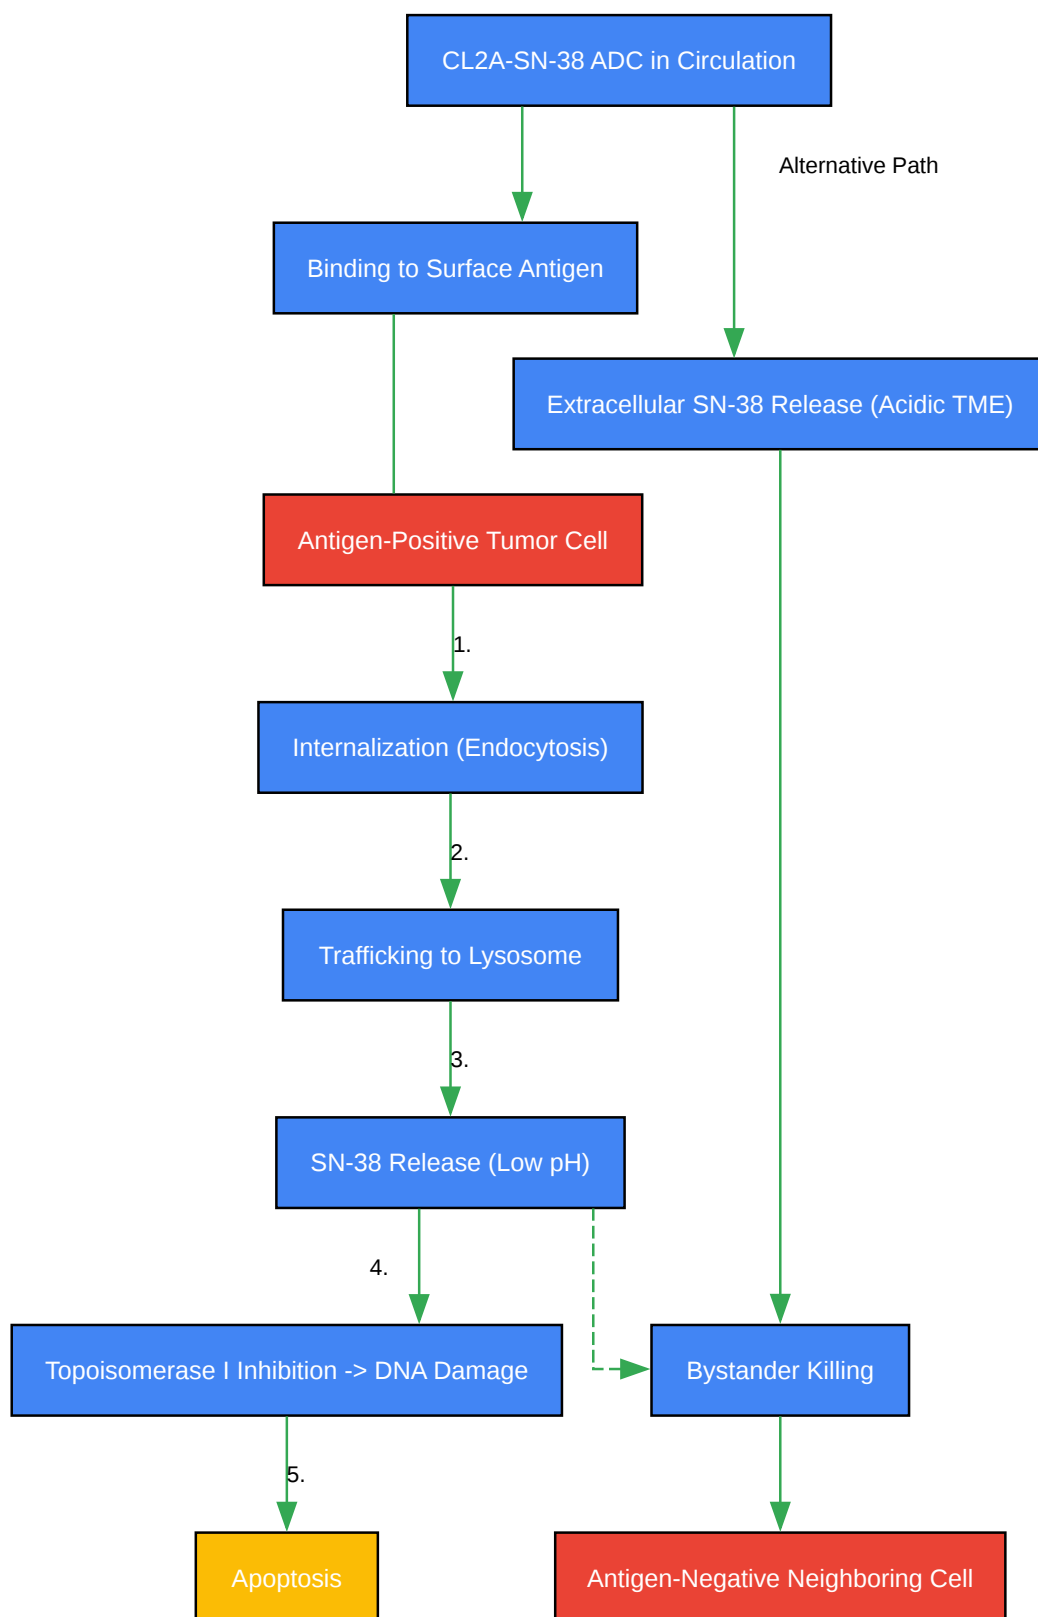 CL2A-SN-38 ADC in Circulation
Alternative Path
Binding to Surface Antigen
Extracellular SN-38 Release (Acidic TME)
Antigen-Positive Tumor Cell
1.
Internalization (Endocytosis)
2.
Trafficking to Lysosome
3.
SN-38 Release (Low pH)
4.
Topoisomerase I Inhibition -> DNA Damage
Bystander Killing
5.
Apoptosis
Antigen-Negative Neighboring Cell